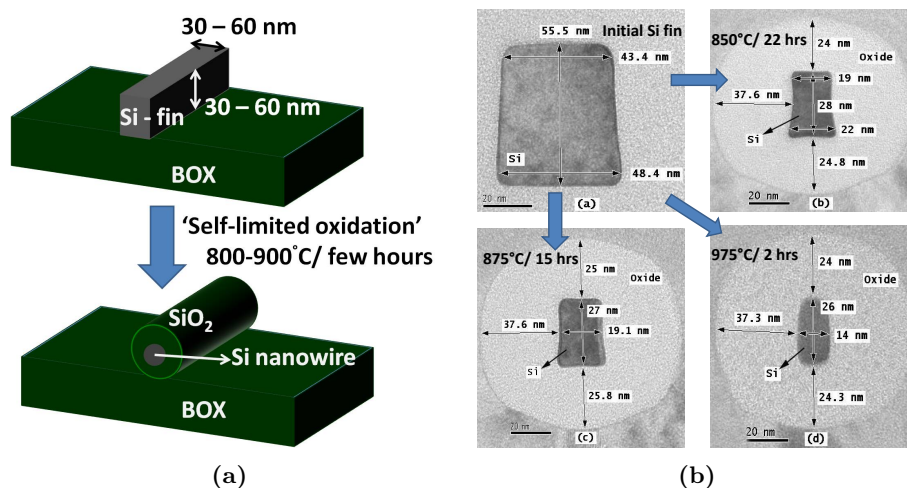 30 – 60 nm
30 – 60 nm
Si - fin
BOX
‘Self-limited oxidation’
800-900°C/ few hours
SiO2
Si nanowire
BOX
(a)
55.5 nm
Initial Si fin
43.4 nm
Si
48.4 nm
20 nm
(a)
850°C/ 22 hrs
24 nm
Oxide
19 nm
37.6 nm
28 nm
Si
22 nm
24.8 nm
20 nm
(b)
875°C/ 15 hrs
25 nm
Oxide
27 nm
37.6 nm
19.1 nm
Si
25.8 nm
20 nm
(c)
975°C/ 2 hrs
24 nm
Oxide
26 nm
37.3 nm
14 nm
Si
24.3 nm
20 nm
(d)
(b)